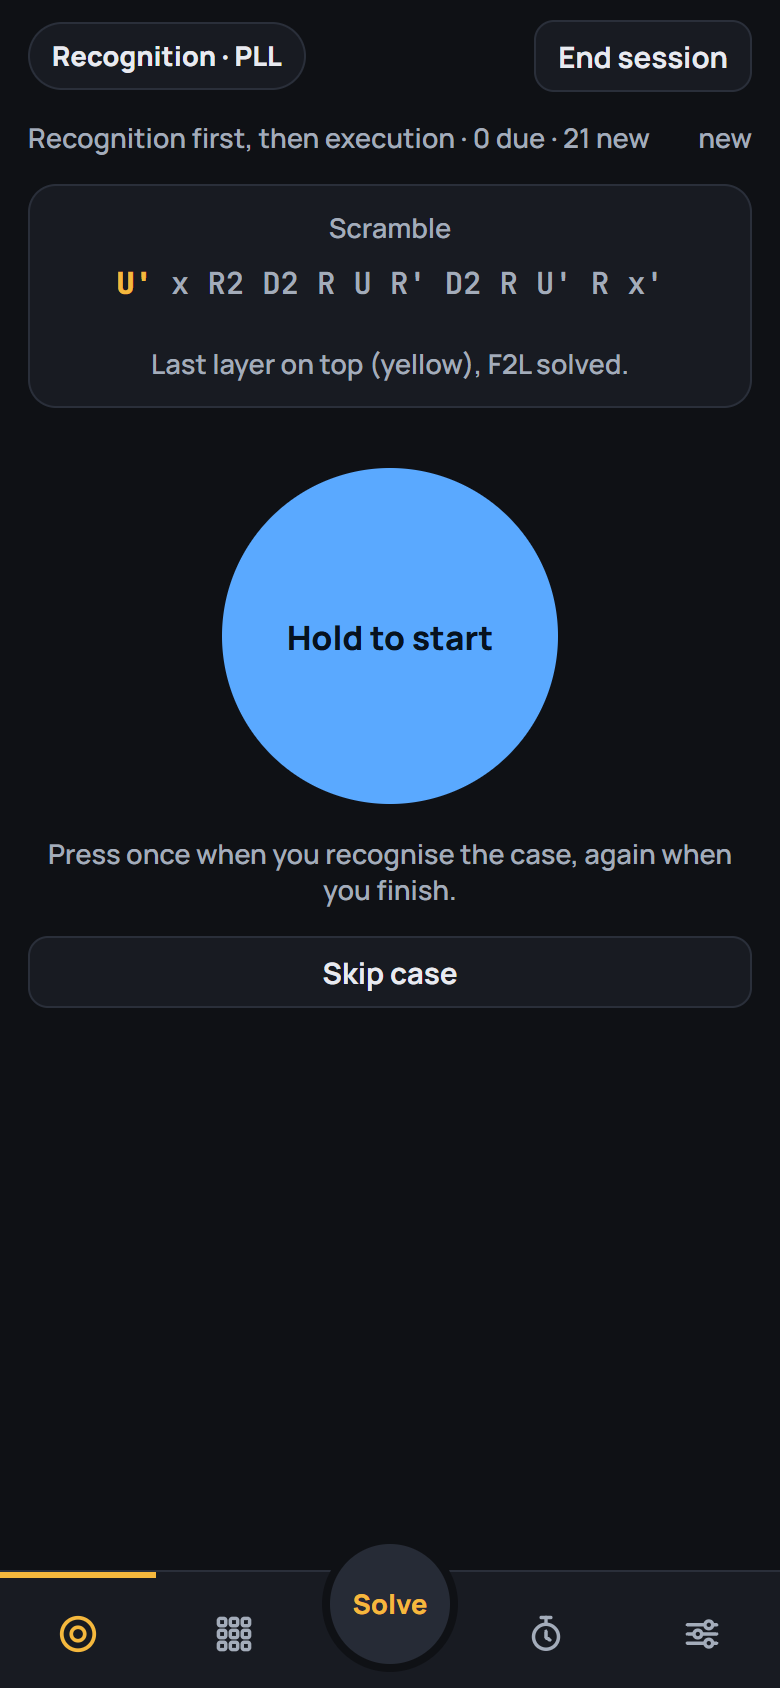 Recognition · PLL
End session
Recognition first, then execution · 0 due · 21 new
new
Scramble
U' x R2 D2 R U R' D2 R U' R x'
Last layer on top (yellow), F2L solved.
Hold to start
Press once when you recognise the case, again when
you finish.
Skip case
Solve